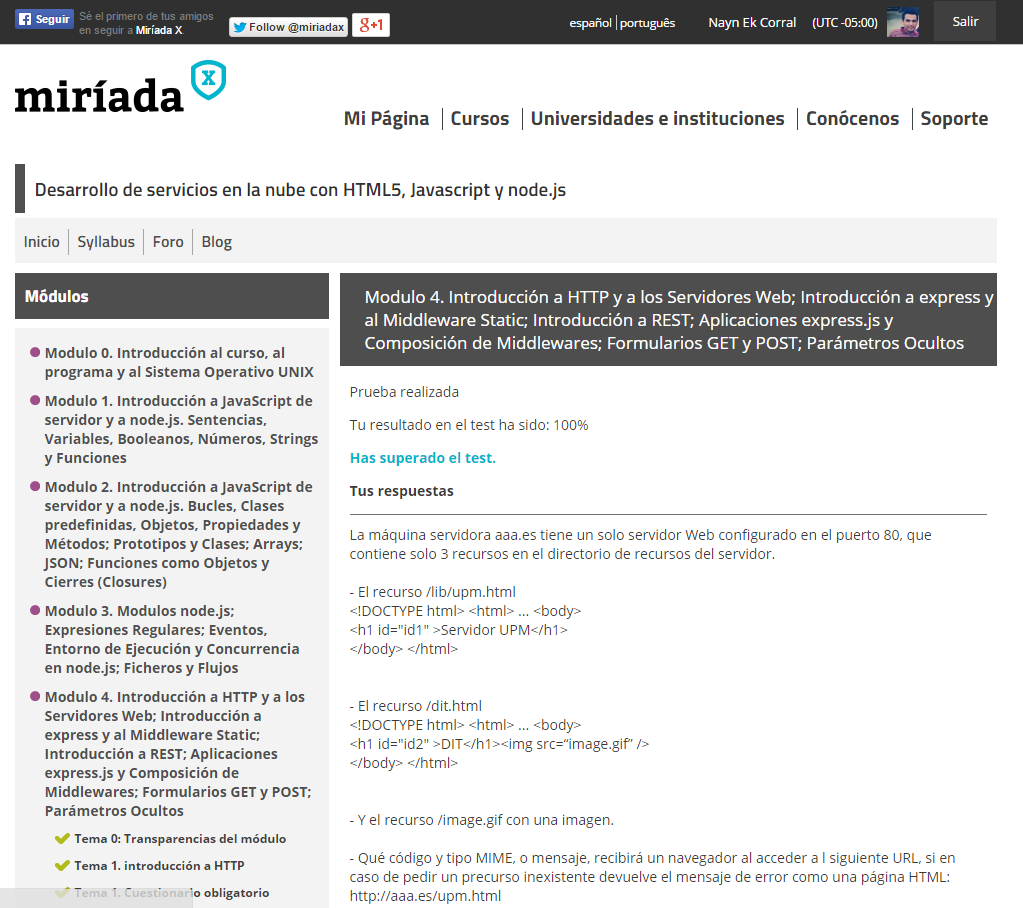 Seguir
Sé el primero de tus amigos
en seguir a Miríada X.
Follow @miriadax
g+1
español | português
Nayn Ek Corral
(UTC -05:00)
Salir
miríada x
Mi Página
Cursos
Universidades e instituciones
Conócenos
Soporte
Desarrollo de servicios en la nube con HTML5, Javascript y node.js
Inicio
Syllabus
Foro
Blog
Módulos
Modulo 0. Introducción al curso, al
programa y al Sistema Operativo UNIX
Modulo 1. Introducción a JavaScript de
servidor y a node.js. Sentencias,
Variables, Booleanos, Números, Strings
y Funciones
Modulo 2. Introducción a JavaScript de
servidor y a node.js. Bucles, Clases
predefinidas, Objetos, Propiedades y
Métodos; Prototipos y Clases; Arrays;
JSON; Funciones como Objetos y
Cierres (Closures)
Modulo 3. Modulos node.js;
Expresiones Regulares; Eventos,
Entorno de Ejecución y Concurrencia
en node.js; Ficheros y Flujos
Modulo 4. Introducción a HTTP y a los
Servidores Web; Introducción a
express y al Middleware Static;
Introducción a REST; Aplicaciones
express.js y Composición de
Middlewares; Formularios GET y POST;
Parámetros Ocultos
Tema 0: Transparencias del módulo
Tema 1. introducción a HTTP
Tema 1. Cuestionario obligatorio
Modulo 4. Introducción a HTTP y a los Servidores Web; Introducción a express y
al Middleware Static; Introducción a REST; Aplicaciones express.js y
Composición de Middlewares; Formularios GET y POST; Parámetros Ocultos
Prueba realizada
Tu resultado en el test ha sido: 100%
Has superado el test.
Tus respuestas
La máquina servidora aaa.es tiene un solo servidor Web configurado en el puerto 80, que
contiene solo 3 recursos en el directorio de recursos del servidor.
- El recurso /lib/upm.html
<!DOCTYPE html> <html> ... <body>
<h1 id="id1" >Servidor UPM</h1>
</body> </html>
- El recurso /dit.html
<!DOCTYPE html> <html> ... <body>
<h1 id="id2" >DIT</h1><img src=“image.gif” />
</body> </html>
- Y el recurso /image.gif con una imagen.
- Qué código y tipo MIME, o mensaje, recibirá un navegador al acceder a l siguiente URL, si en
caso de pedir un precurso inexistente devuelve el mensaje de error como una página HTML:
http://aaa.es/upm.html